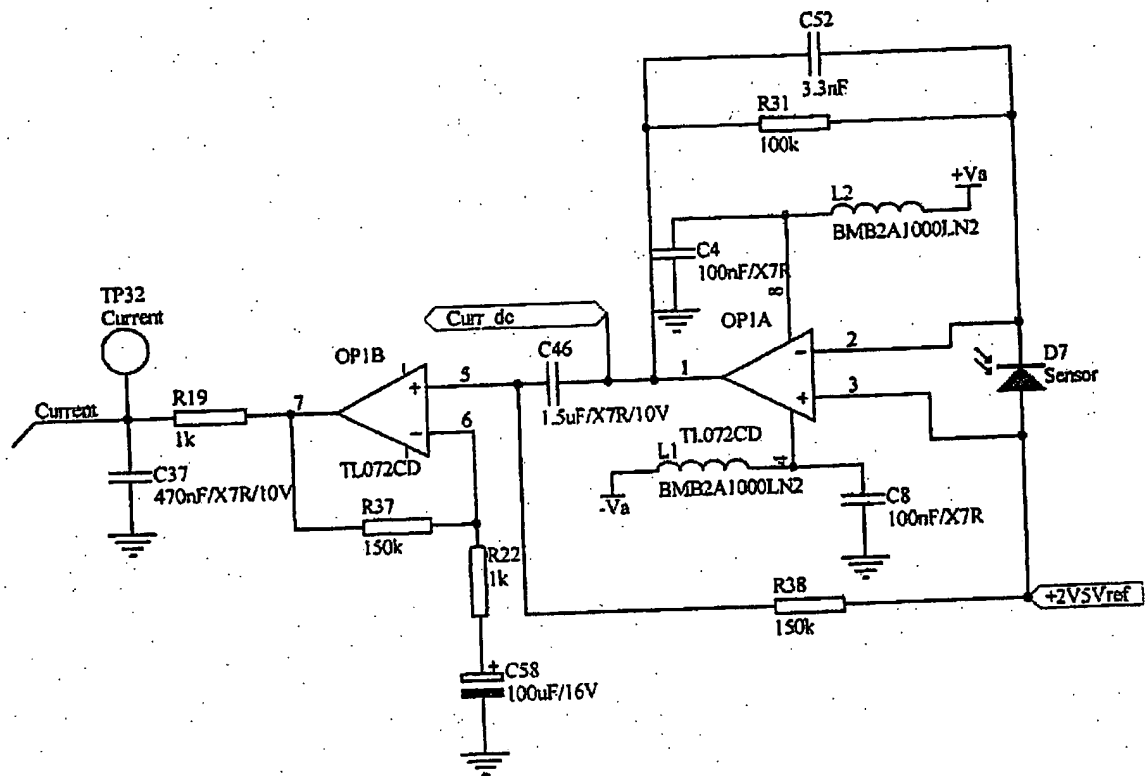 C52
3.3nF
R31
100k
+Va
L2
BMB2A1000LN2
C4
100nF/X7R
8
TP32
Current
Curr_dc
OP1A
OP1B
C46
5
1
2
3
D7
Sensor
R19
Current
7
1k
1.5uF/X7R/10V
6
TL072CD
C37
470nF/X7R/10V
TL072CD
L1
4
-Va
BMB2A1000LN2
C8
100nF/X7R
R37
150k
R22
1k
R38
150k
+2V5Vref
C58
100uF/16V